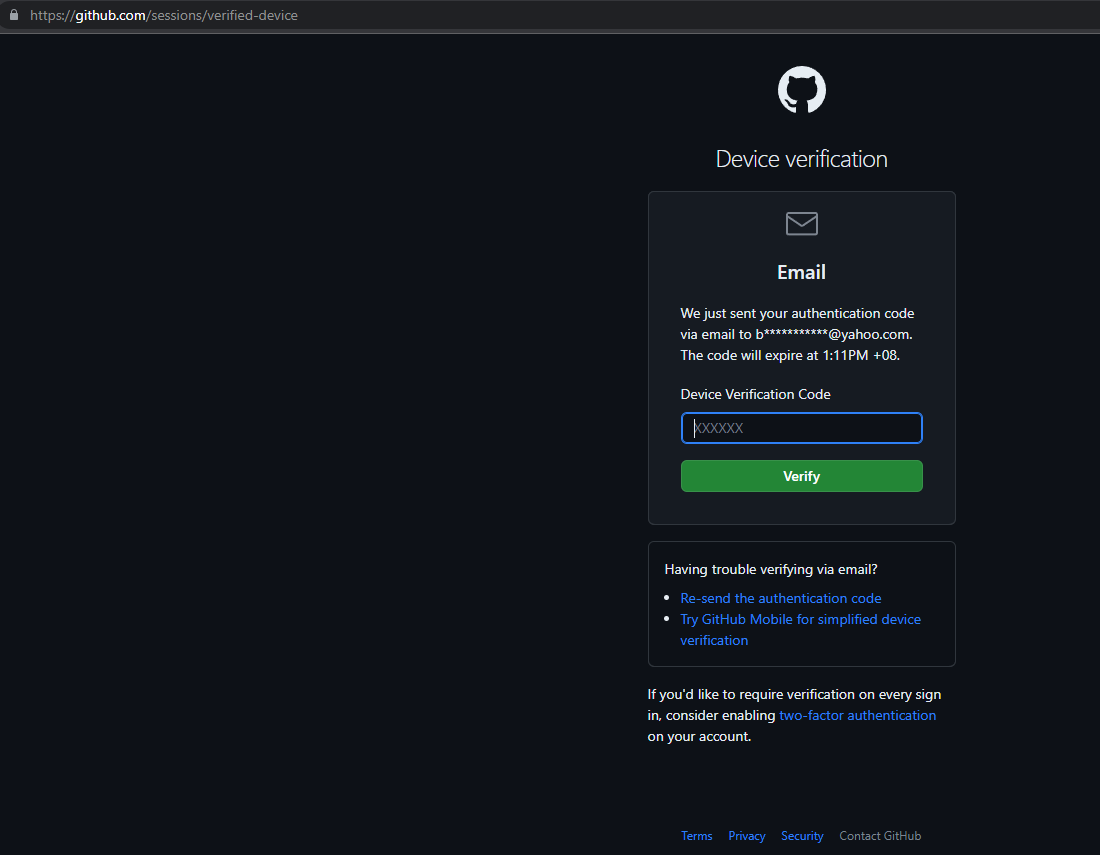 https://github.com/sessions/verified-device
Device verification
Email
We just sent your authentication code
via email to b***********@yahoo.com.
The code will expire at 1:11PM +08.
Device Verification Code
XXXXXX
Verify
Having trouble verifying via email?
Re-send the authentication code
Try GitHub Mobile for simplified device
verification
If you'd like to require verification on every sign
in, consider enabling two-factor authentication
on your account.
Terms Privacy Security Contact GitHub